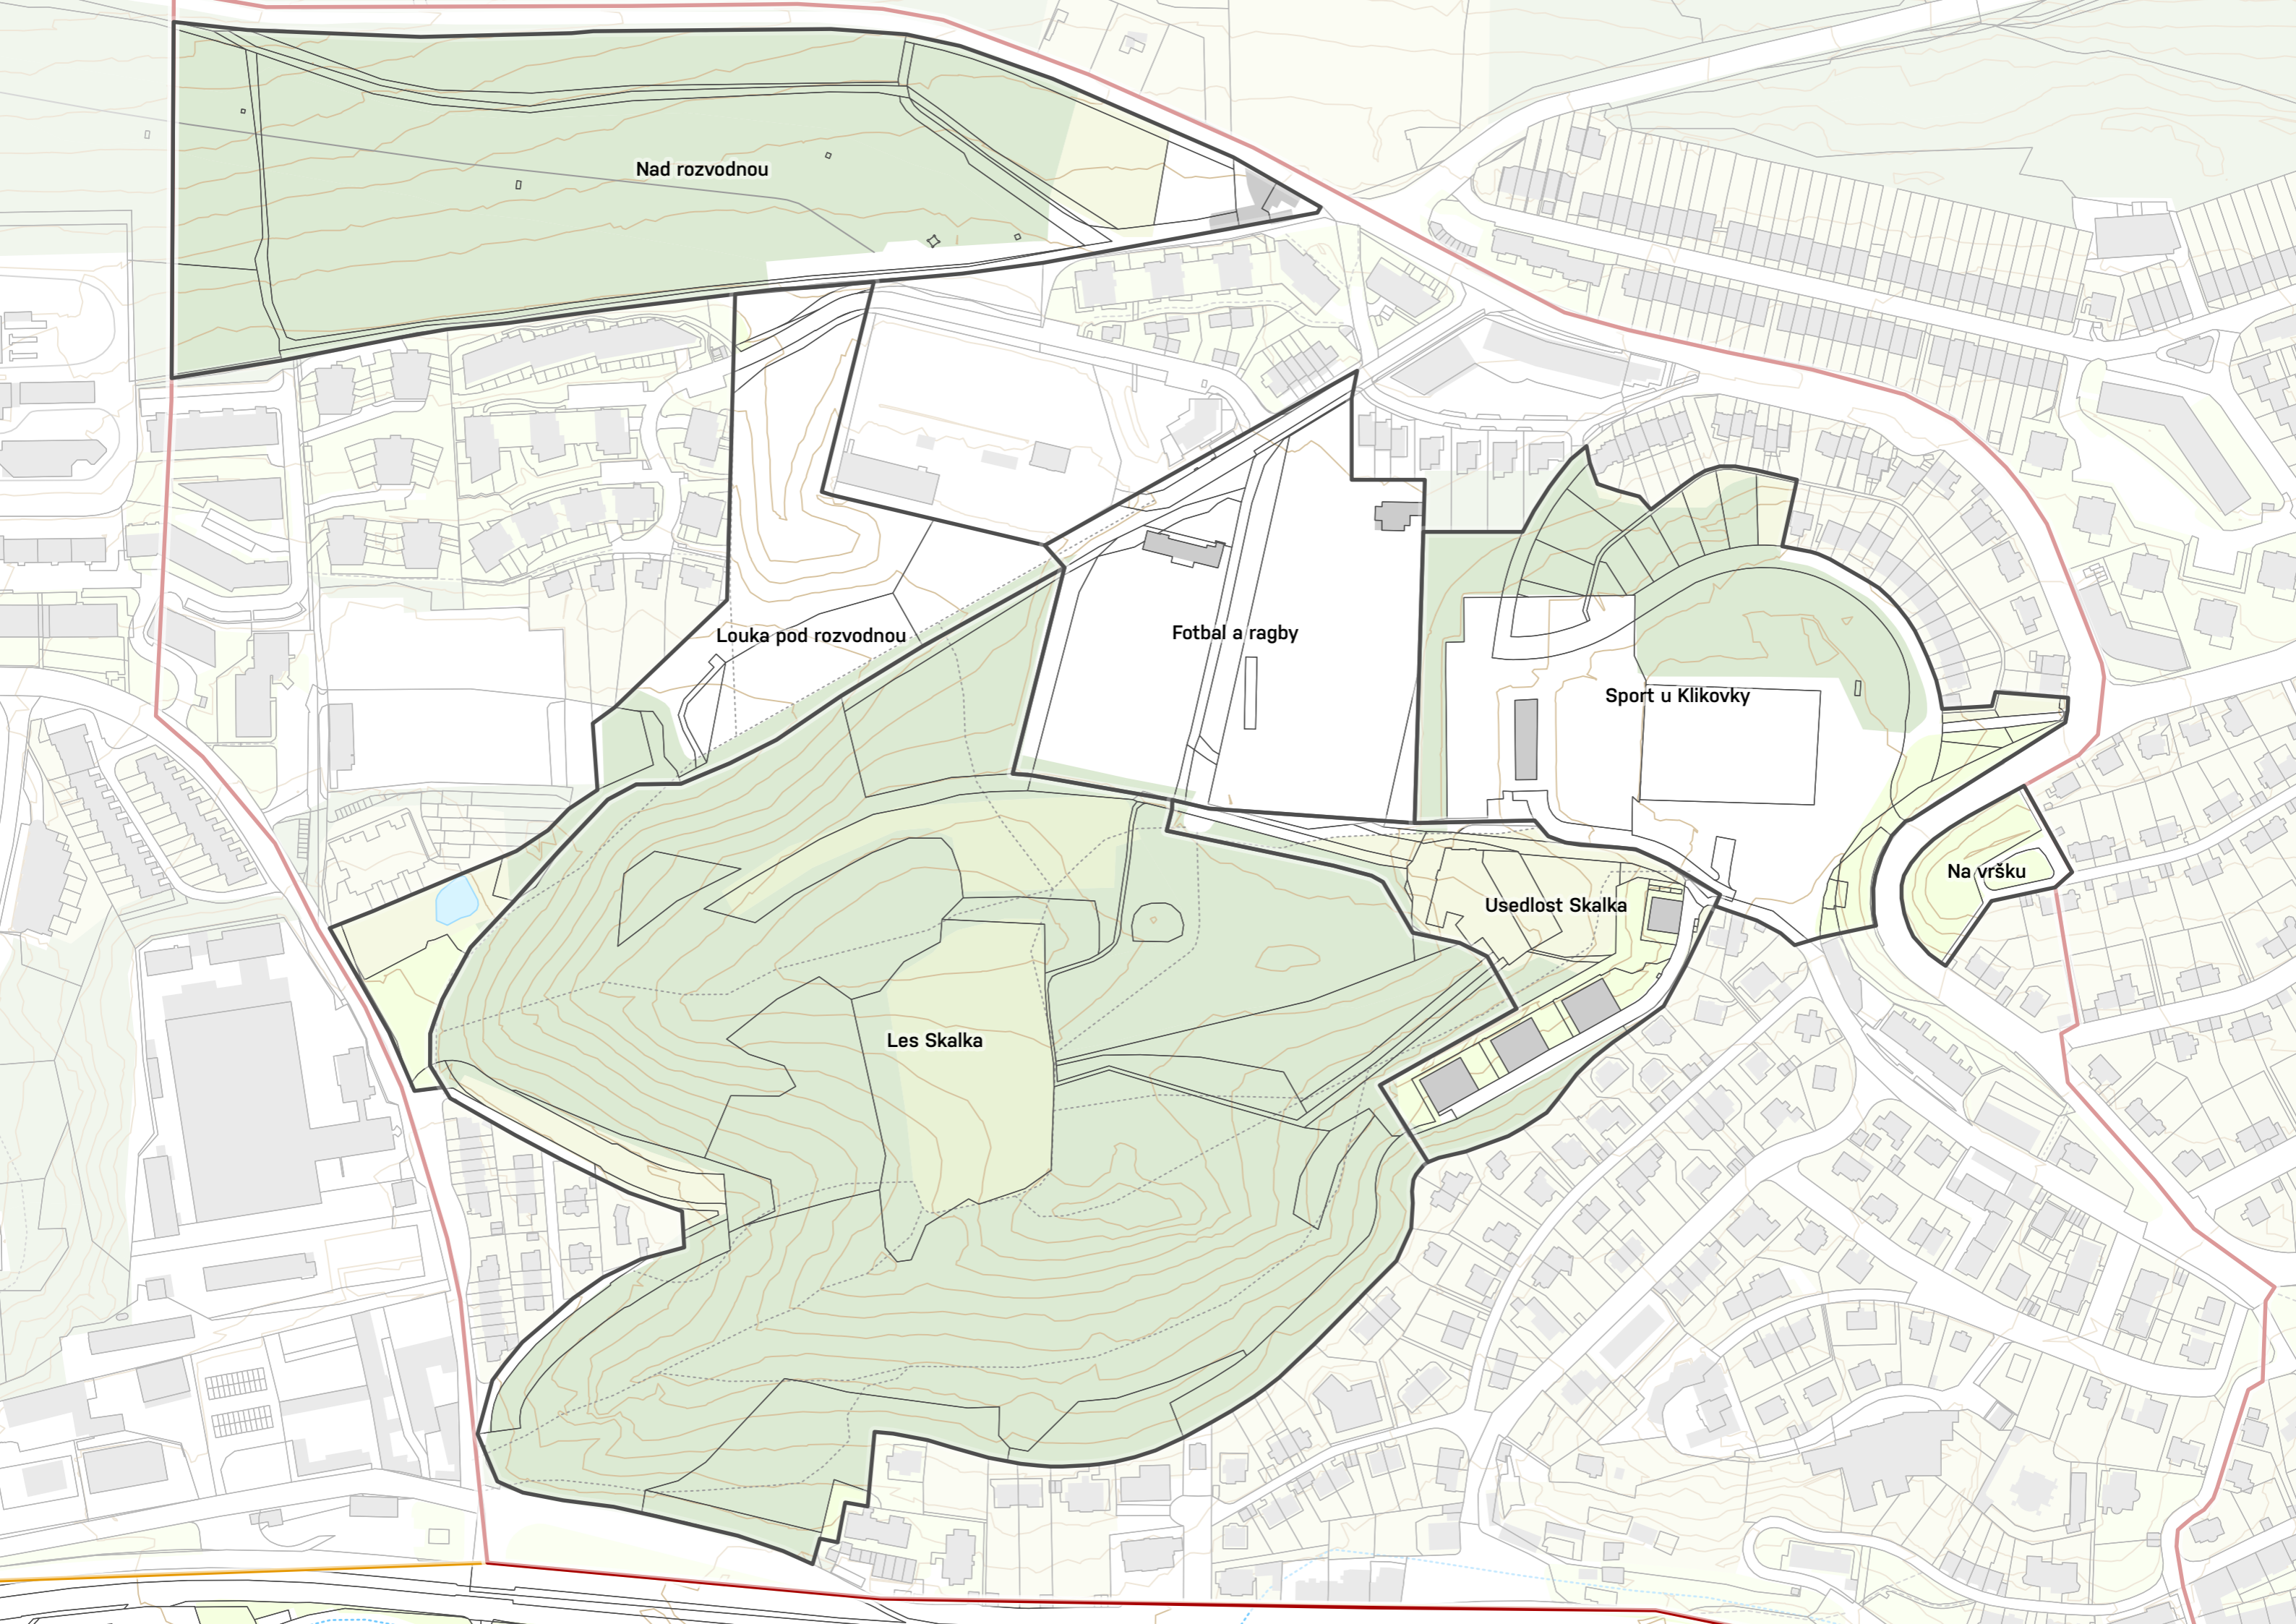 Nad rozvodnou
Louka pod rozvodnou
Fotbal a ragby
Sport u Klikovky
Na vršku
Usedlost Skalka
Les Skalka